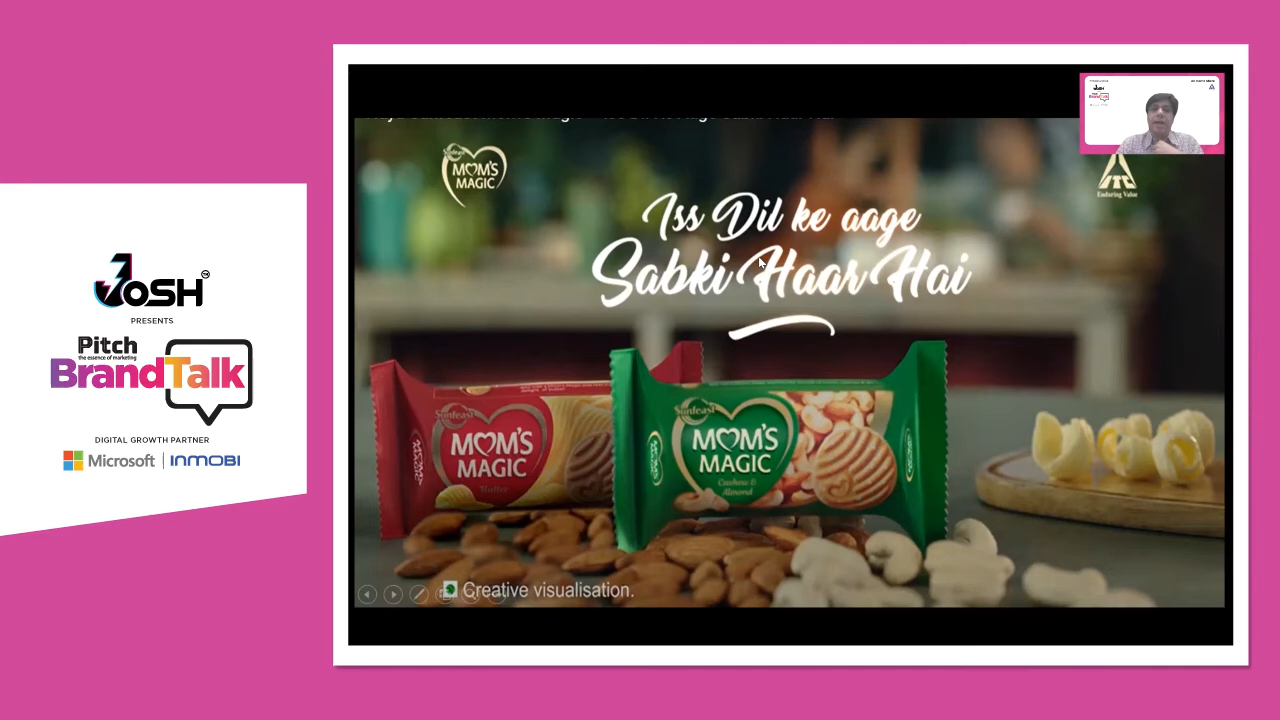 JOSH
PRESENTS
Pitch
the essence of marketing
BrandTalk
DIGITAL GROWTH PARTNER
Microsoft | INMOBI
Sunfeast
MOM'S
MAGIC
ITC
Enduring Value
Iss Dil ke aage
Sabki Haar Hai
Sunfeast
MOM'S
MAGIC
Butter
Sunfeast
MOM'S
MAGIC
Cashew &
Almond
Creative visualisation.